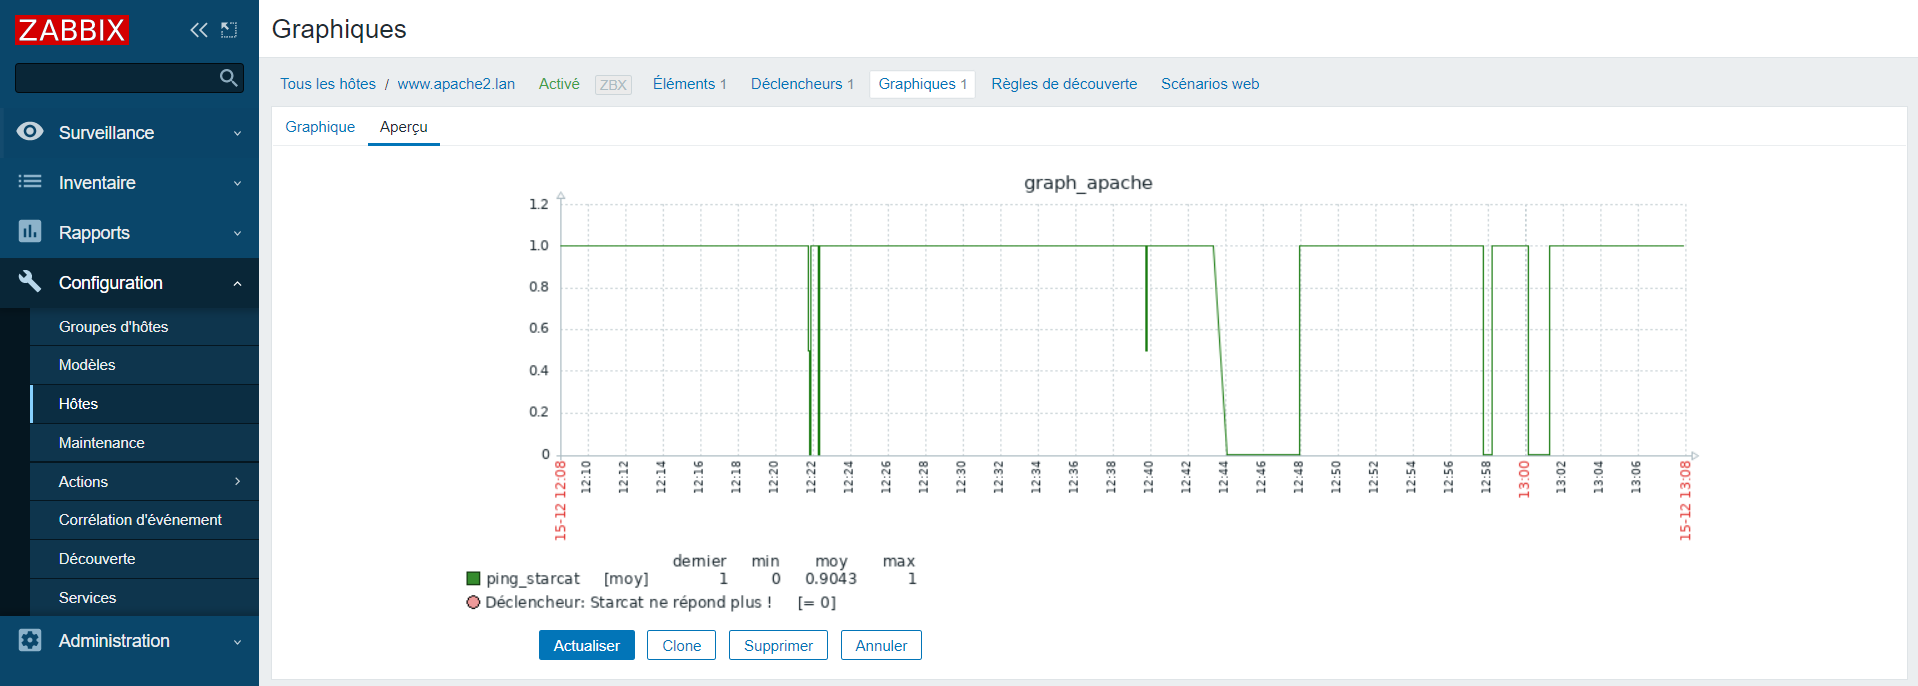 ZABBIX
Surveillance
Inventaire
Rapports
Configuration
Groupes d'hôtes
Modèles
Hôtes
Maintenance
Actions
Corrélation d'événement
Découverte
Services
Administration
Graphiques
Tous les hôtes / www.apache2.lan Activé ZBX Éléments 1 Déclencheurs 1 Graphiques 1 Règles de découverte Scénarios web
Graphique Aperçu
graph_apache
1.2
1.0
0.8
0.6
0.4
0.2
0
15-12 12:08 12:10 12:12 12:14 12:16 12:18 12:20 12:22 12:24 12:26 12:28 12:30 12:32 12:34 12:36 12:38 12:40 12:42 12:44 12:46 12:48 12:50 12:52 12:54 12:56 12:58 13:00 13:02 13:04 13:06 15-12 13:08
dernier min moy max
ping_starcat [moy] 1 0 0.9043 1
Déclencheur: Starcat ne répond plus ! [= 0]
Actualiser Clone Supprimer Annuler